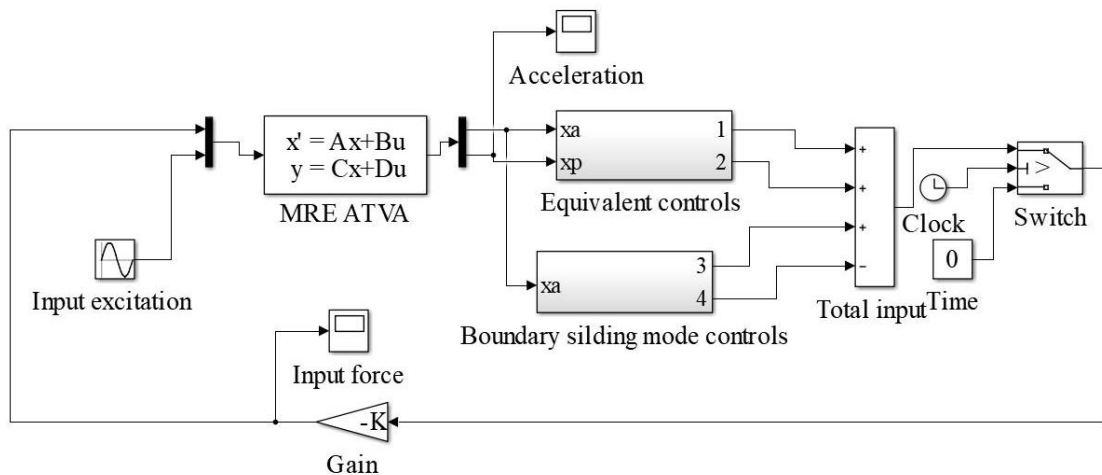 Acceleration
x' = Ax+Bu
y = Cx+Du
MRE ATVA
xa
xp
1
2
Equivalent controls
+
+
+
−
Total input
>
Clock
Switch
0
Time
Input excitation
xa
3
4
Boundary silding mode controls
Input force
-K
Gain